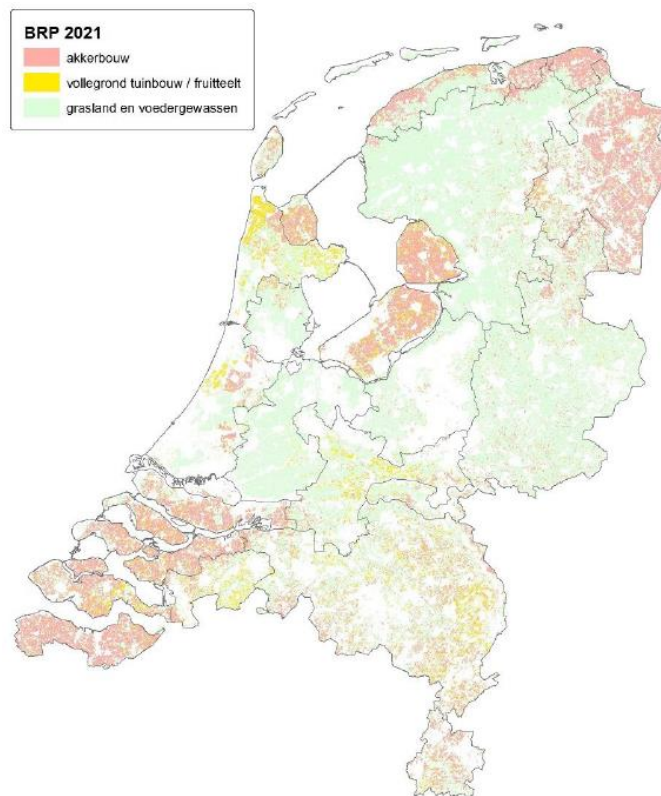 BRP 2021
akkerbouw
vollegrond tuinbouw / fruitteelt
grasland en voedergewassen